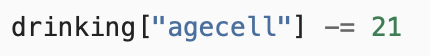 drinking["agecell"] -= 21